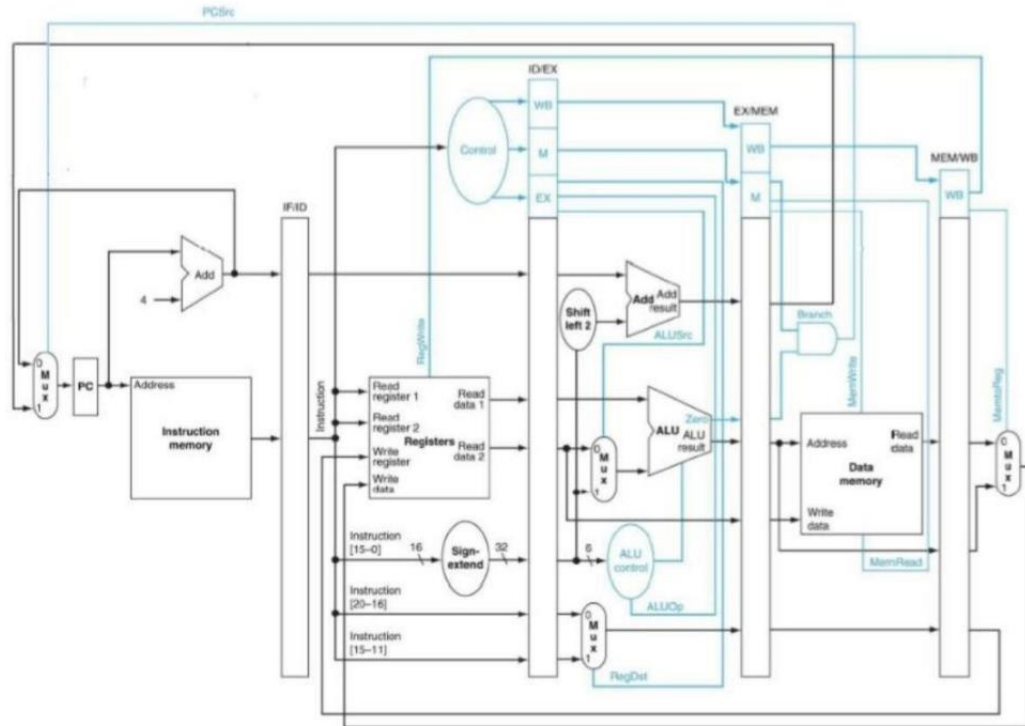 PCSrc
ID/EX
WB
EX/MEM
Control
M
WB
MEM/WB
EX
M
WB
IF/ID
Add
4
Shift
left 2
Add
Add
result
ALUSrc
Branch
RegWrite
MemWrite
MemtoReg
0
M
u
x
1
PC
Address
Instruction
memory
Instruction
Read
register 1
Read
register 2
Write
register
Write
data
Registers
Read
data 1
Read
data 2
0
M
u
x
1
Zero
ALU
ALU
result
Address
Read
data
Data
memory
Write
data
0
M
u
x
1
Instruction
[15–0]
16
Sign-
extend
32
6
ALU
control
MemRead
Instruction
[20–16]
ALUOp
Instruction
[15–11]
0
M
u
x
1
RegDst